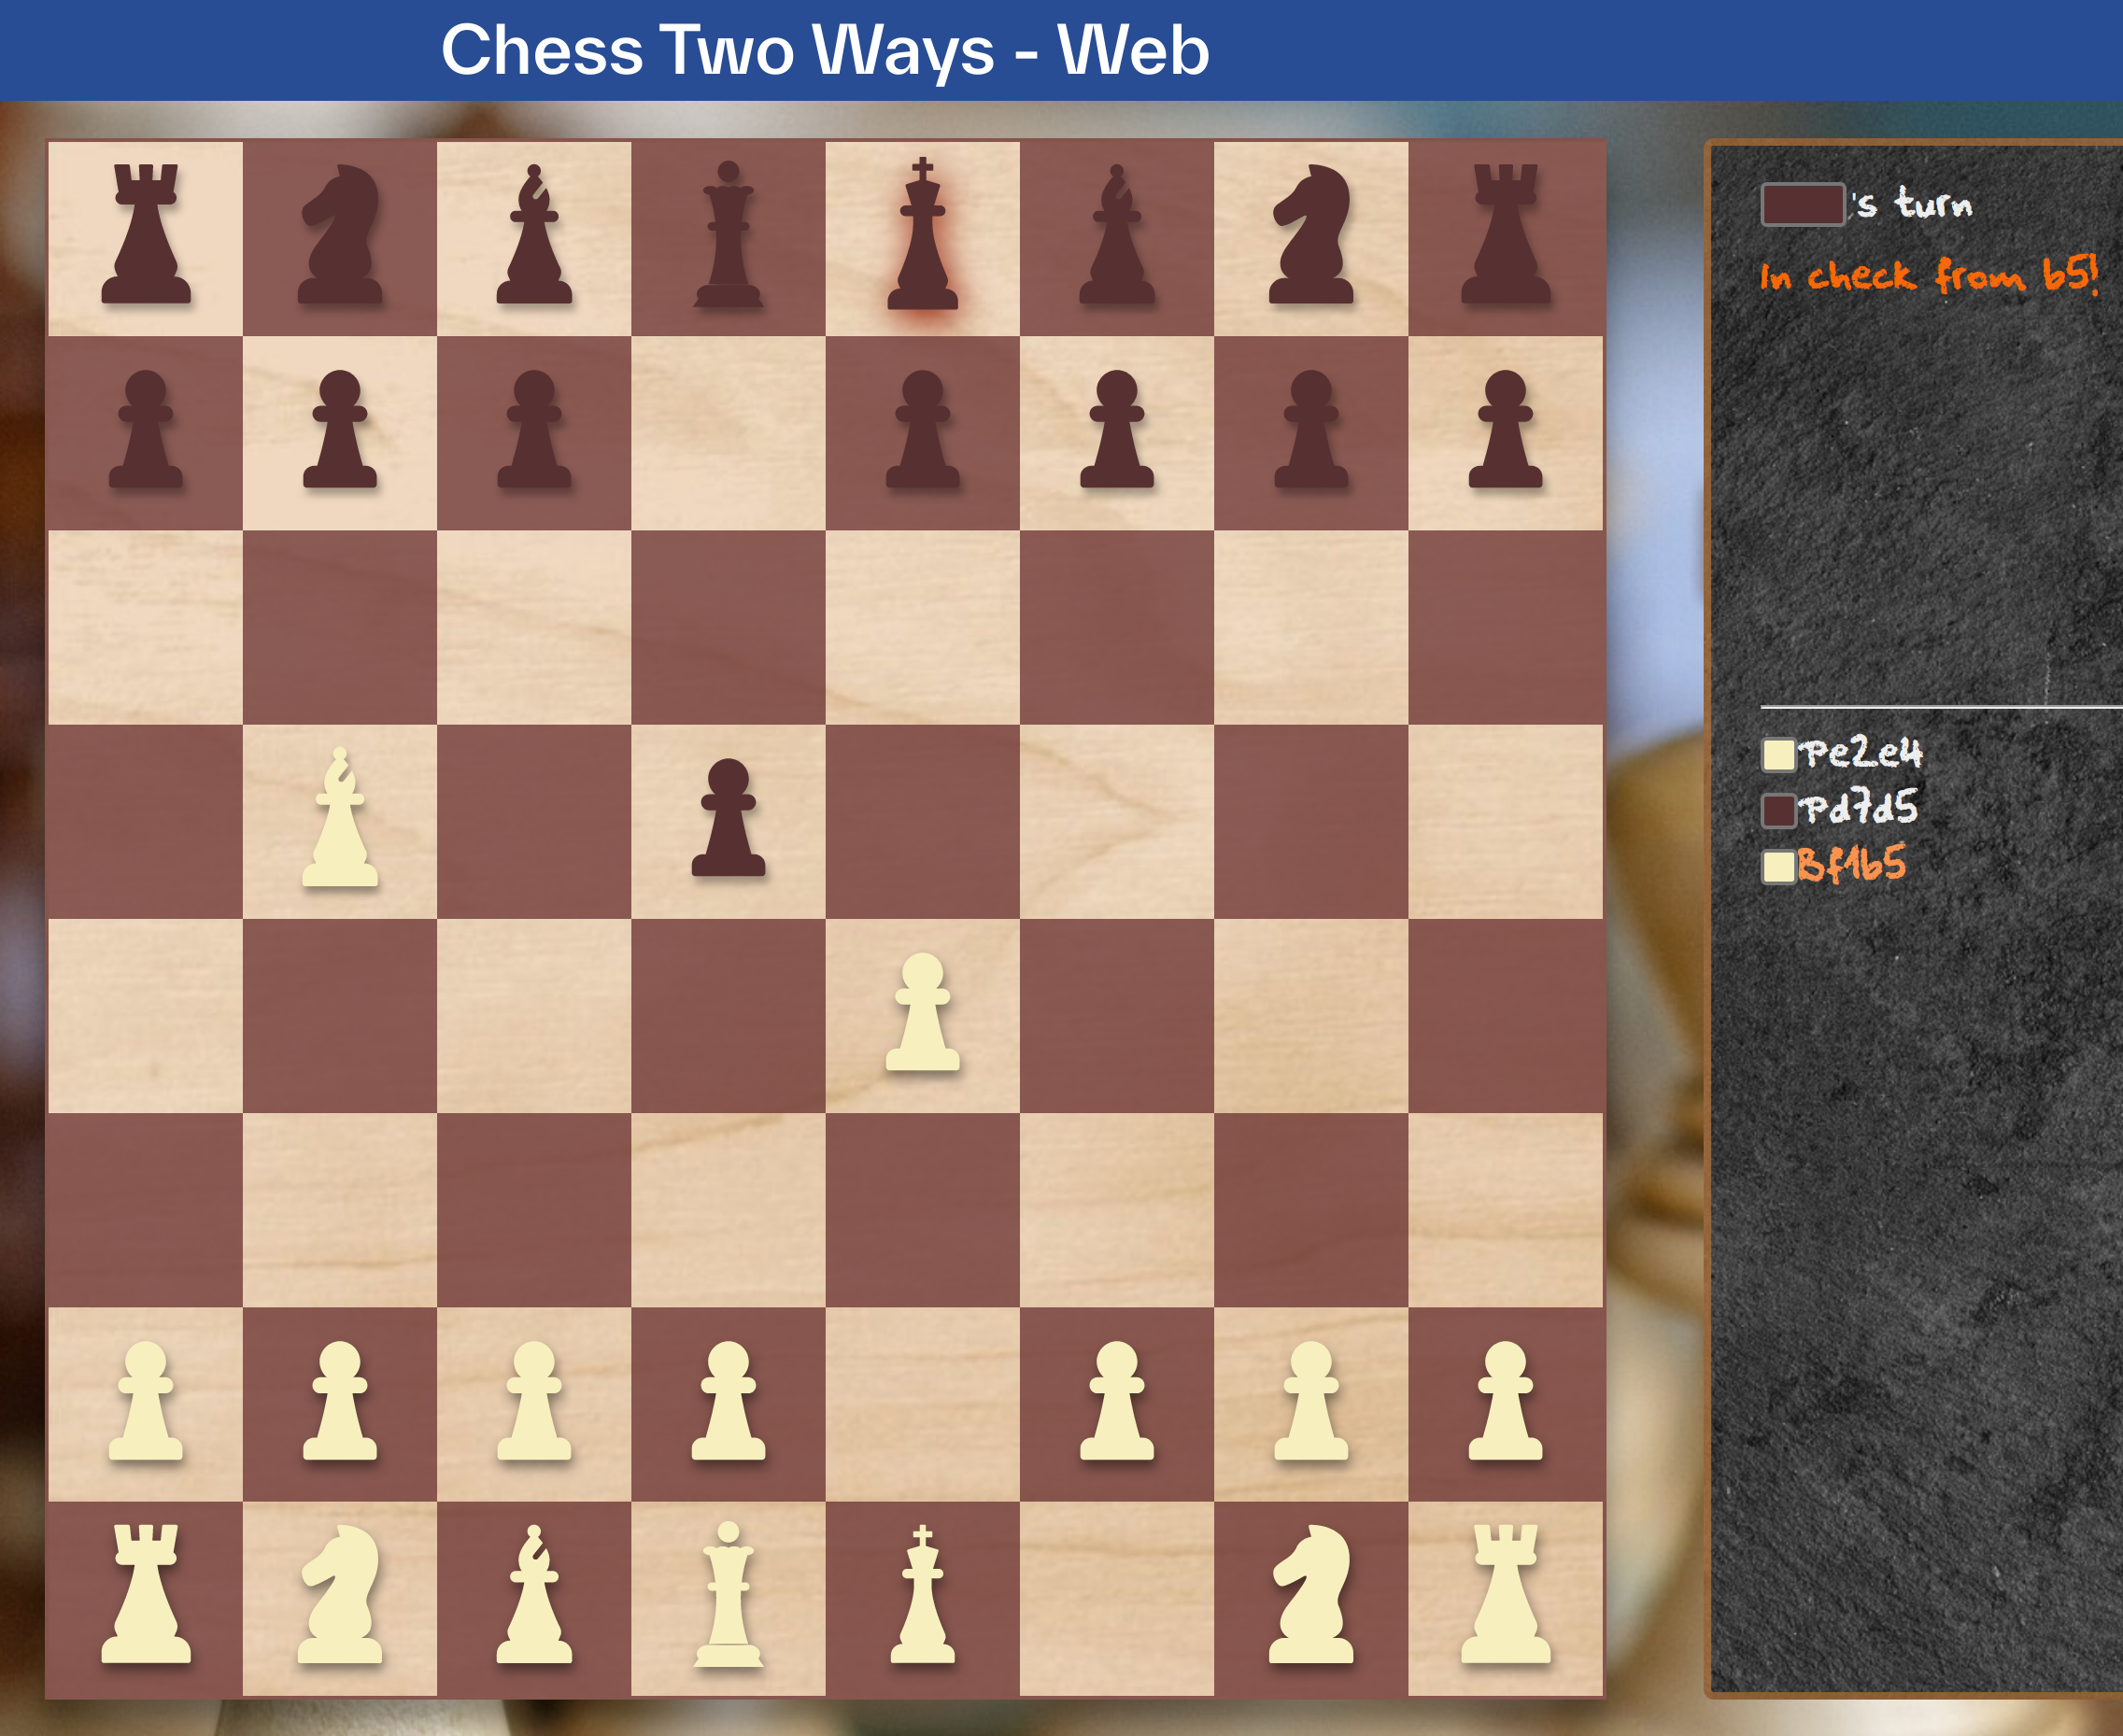 Chess Two Ways - Web
's turn
In check from b5!
Pe2e4
Pd7d5
Bf1b5